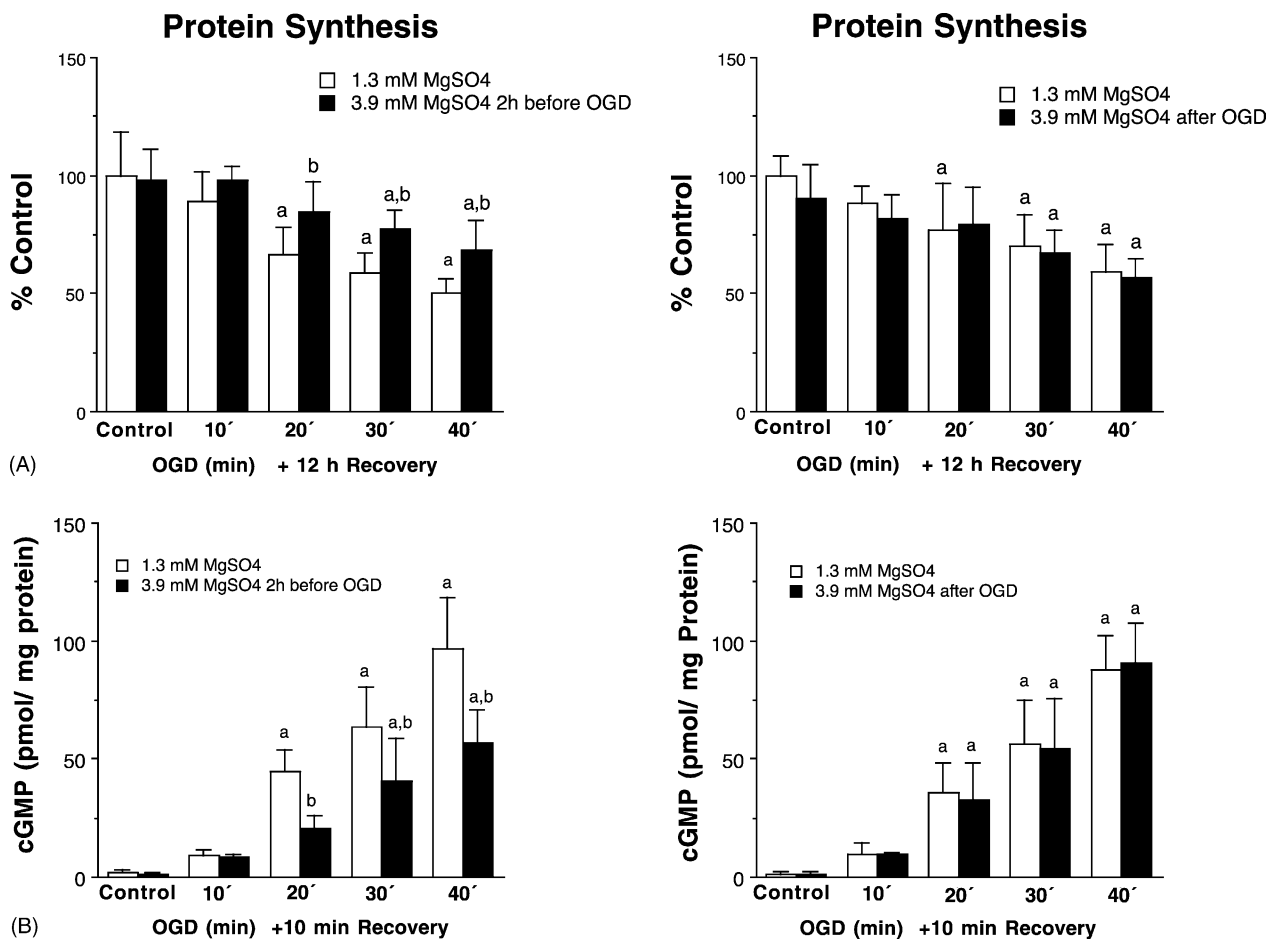 Protein Synthesis
150
1.3 mM MgSO4
3.9 mM MgSO4 2h before OGD
% Control
100
50
0
b
a
a,b
a
a,b
a
Control 10´ 20´ 30´ 40´
(A)
OGD (min) + 12 h Recovery
Protein Synthesis
150
1.3 mM MgSO4
3.9 mM MgSO4 after OGD
% Control
100
50
0
a
a
a
a
a
Control 10´ 20´ 30´ 40´
OGD (min) + 12 h Recovery
150
1.3 mM MgSO4
3.9 mM MgSO4 2h before OGD
cGMP (pmol/ mg protein)
100
50
0
a
b
a
a,b
a
a,b
Control 10´ 20´ 30´ 40´
(B)
OGD (min) +10 min Recovery
150
1.3 mM MgSO4
3.9 mM MgSO4 after OGD
cGMP (pmol/ mg Protein)
100
50
0
a
a
a
a
a
a
Control 10´ 20´ 30´ 40´
OGD (min) +10 min Recovery